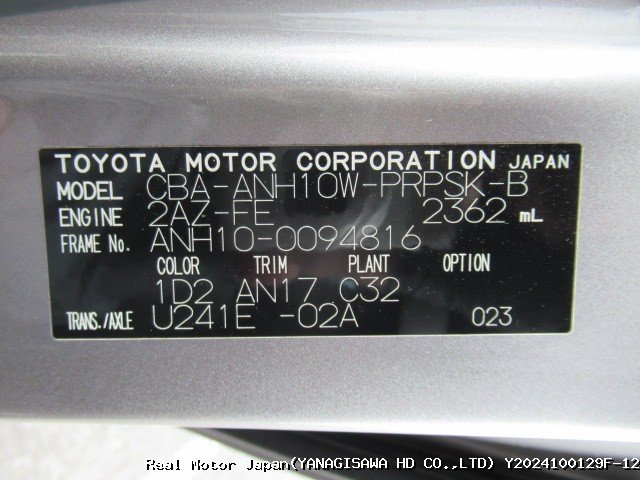 TOYOTA MOTOR CORPORATION JAPAN
MODEL CBA-ANH10W-PRPSK-B
ENGINE 2AZ-FE 2362 mL
FRAME No. ANH10-0094816
COLOR TRIM PLANT OPTION
1D2 AN17 C32
TRANS./AXLE U241E -02A 023
Real Motor Japan(YANAGISAWA HD CO.,LTD) Y2024100129F-12